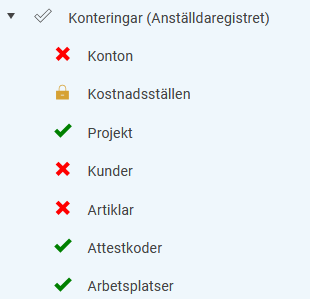 Konteringar (Anställdaregistret)
Konton
Kostnadsställen
Projekt
Kunder
Artiklar
Attestkoder
Arbetsplatser